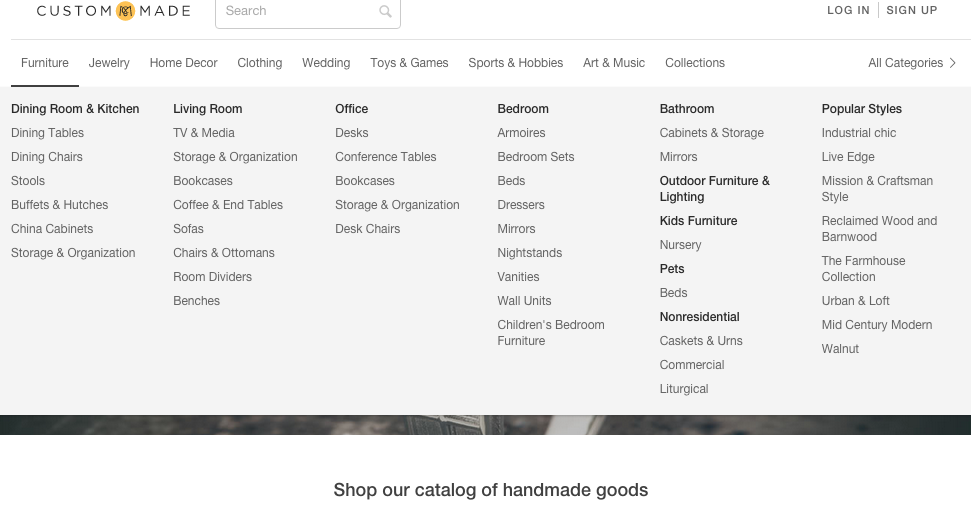 CUSTOM MADE
Search
LOG IN
SIGN UP
Furniture
Jewelry
Home Decor
Clothing
Wedding
Toys & Games
Sports & Hobbies
Art & Music
Collections
All Categories
Dining Room & Kitchen
Dining Tables
Dining Chairs
Stools
Buffets & Hutches
China Cabinets
Storage & Organization
Living Room
TV & Media
Storage & Organization
Bookcases
Coffee & End Tables
Sofas
Chairs & Ottomans
Room Dividers
Benches
Office
Desks
Conference Tables
Bookcases
Storage & Organization
Desk Chairs
Bedroom
Armoires
Bedroom Sets
Beds
Dressers
Mirrors
Nightstands
Vanities
Wall Units
Children's Bedroom
Furniture
Bathroom
Cabinets & Storage
Mirrors
Outdoor Furniture &
Lighting
Kids Furniture
Nursery
Pets
Beds
Nonresidential
Caskets & Urns
Commercial
Liturgical
Popular Styles
Industrial chic
Live Edge
Mission & Craftsman
Style
Reclaimed Wood and
Barnwood
The Farmhouse
Collection
Urban & Loft
Mid Century Modern
Walnut
Shop our catalog of handmade goods